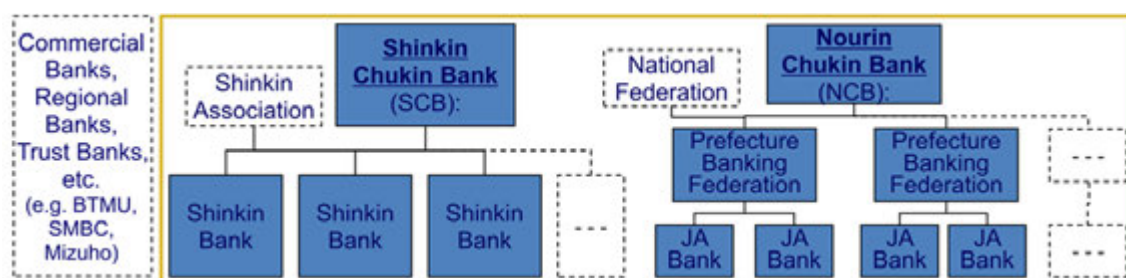 Commercial
Banks,
Regional
Banks,
Trust Banks,
etc.
(e.g. BTMU,
SMBC,
Mizuho)
Shinkin
Association
Shinkin
Chukin Bank
(SCB):
Shinkin
Bank
Shinkin
Bank
Shinkin
Bank
---
National
Federation
Nourin
Chukin Bank
(NCB):
Prefecture
Banking
Federation
Prefecture
Banking
Federation
---
JA
Bank
JA
Bank
JA
Bank
JA
Bank
---